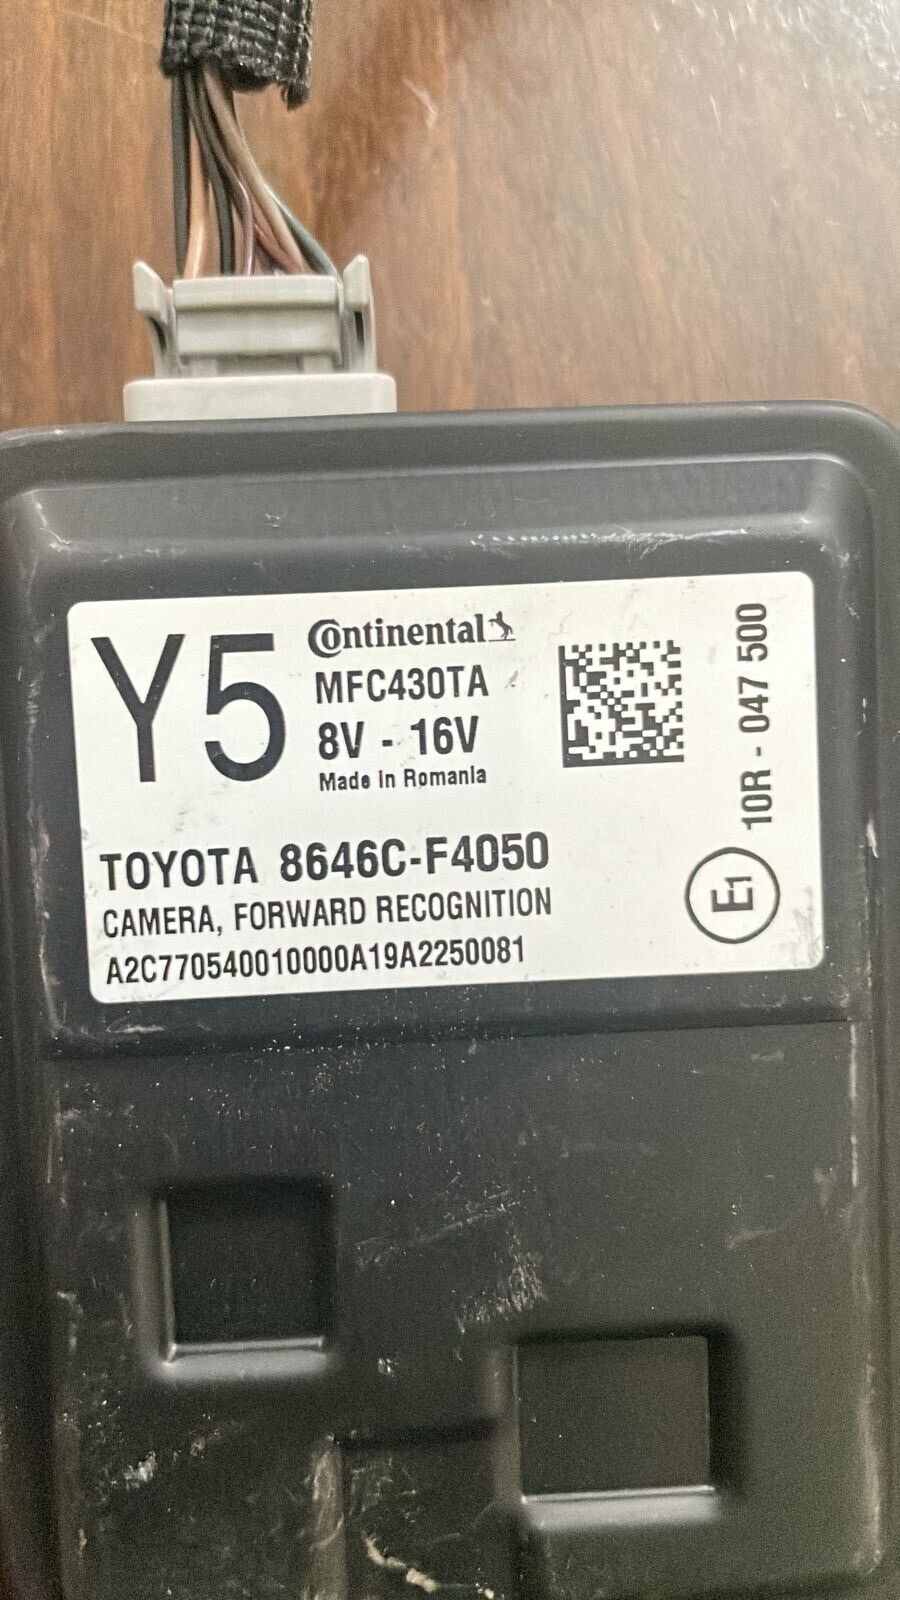 Y5
Continental
MFC430TA
8V - 16V
Made in Romania
TOYOTA 8646C-F4050
CAMERA, FORWARD RECOGNITION
A2C770540010000A19A2250081
10R - 047 500
E1